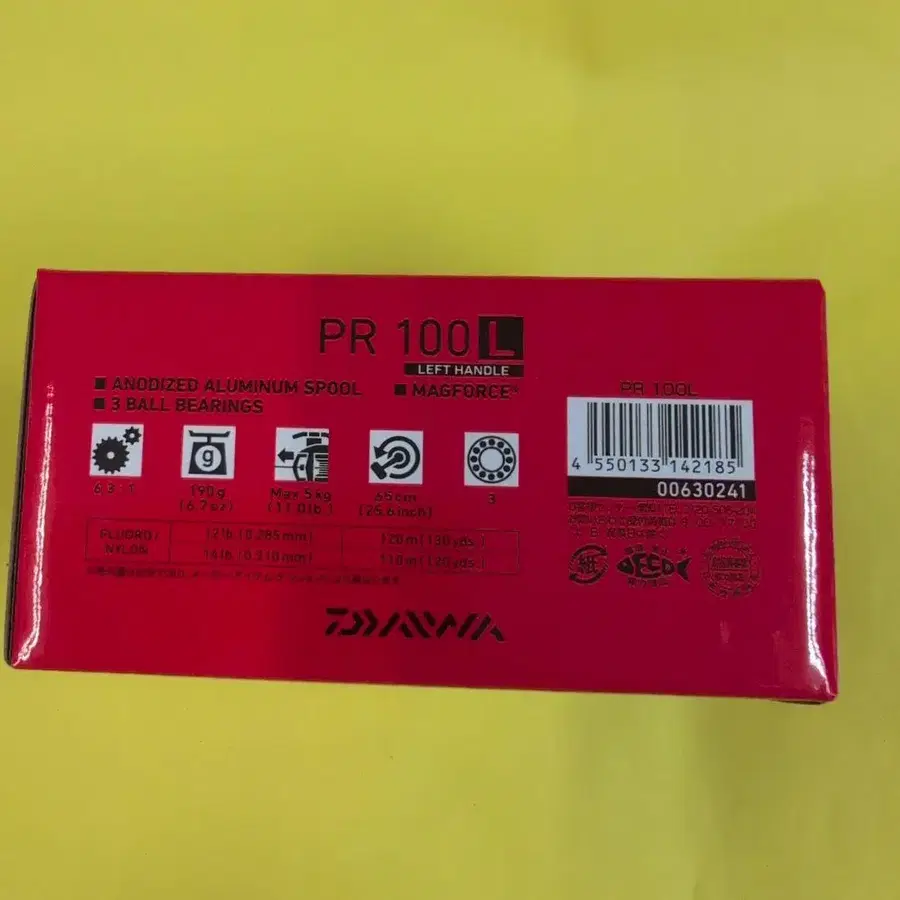 PR 100 L
LEFT HANDLE
■ ANODIZED ALUMINUM SPOOL ■ MAGFORCE®
■ 3 BALL BEARINGS
g
6.3:1
190g
(6.7oz)
Max 5kg
(11.0lb.)
65cm
(25.6inch)
3
FLUORO/
NYLON
12lb.(0.285mm) 120m(130yds.)
14lb.(0.310mm) 110m(120yds.)
DAIWA
PR 100L
4 550133 142185
00630241
紙
ECO